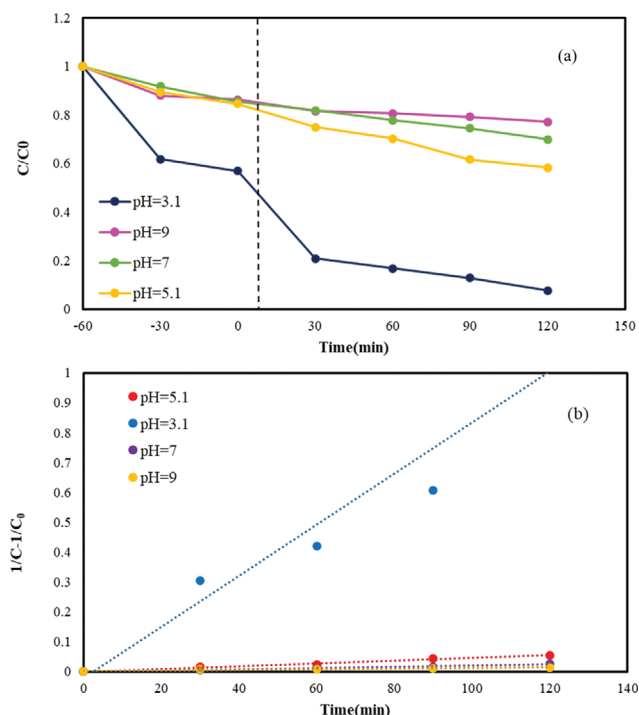 1.2
1
0.8
0.6
0.4
0.2
0
C/C0
(a)
pH=3.1
pH=9
pH=7
pH=5.1
-60 -30 0 30 60 90 120 150
Time(min)
1
0.9
0.8
0.7
0.6
0.5
0.4
0.3
0.2
0.1
0
1/C-1/C₀
(b)
pH=5.1
pH=3.1
pH=7
pH=9
0 20 40 60 80 100 120 140
Time(min)